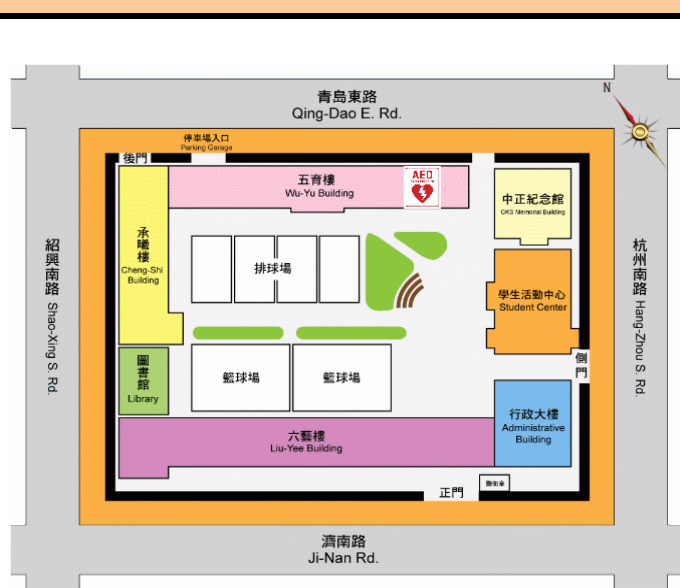 青島東路
Qing-Dao E. Rd.
N
停車場入口
Parking Garage
後門
五育樓
Wu-Yu Building
AED
中正紀念館
CKS Memorial Building
承曦樓
Cheng-Shi
Building
排球場
紹興南路 Shao-Xing S. Rd.
杭州南路 Hang-Zhou S. Rd.
學生活動中心
Student Center
側門
圖書館
Library
籃球場
籃球場
行政大樓
Administrative
Building
六藝樓
Liu-Yee Building
正門
濟南路
Ji-Nan Rd.